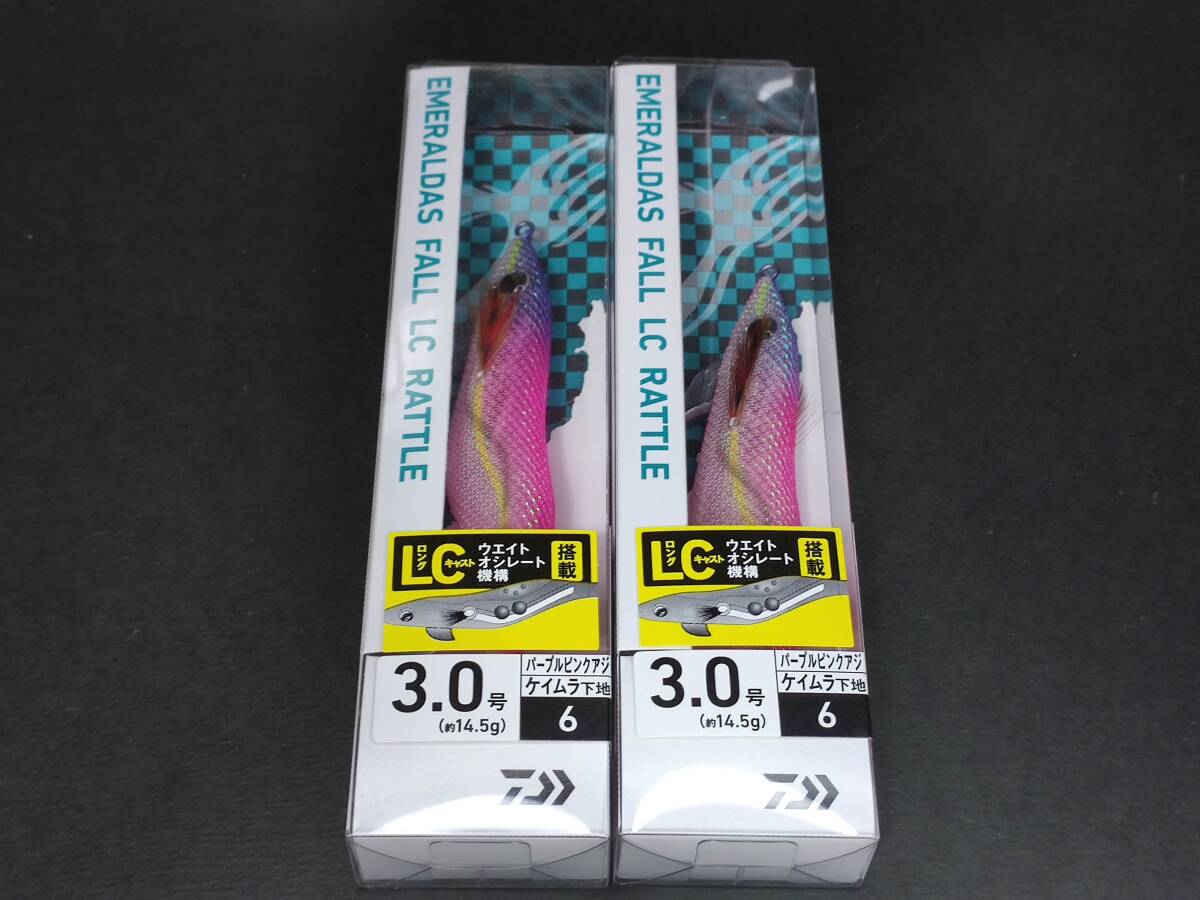 EMERALDAS FALL LC RATTLE
ロング
LC
キャスト
ウエイト
オシレート
機構
搭載
3.0号
(約14.5g)
パープルピンクアジ
ケイムラ下地
6
EMERALDAS FALL LC RATTLE
ロング
LC
キャスト
ウエイト
オシレート
機構
搭載
3.0号
(約14.5g)
パープルピンクアジ
ケイムラ下地
6